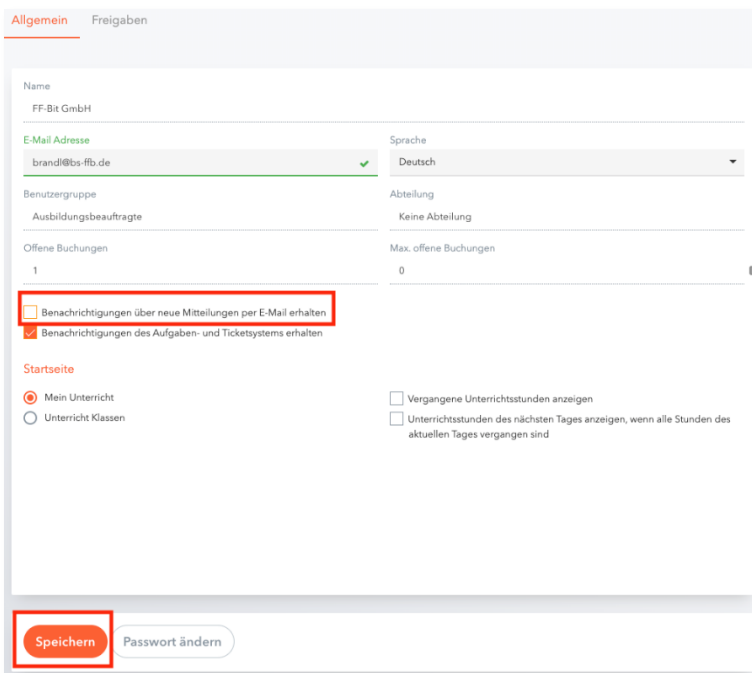 Allgemein Freigaben
Name
FF-Bit GmbH
E-Mail Adresse Sprache
brandl@bs-ffb.de Deutsch
Benutzergruppe Abteilung
Ausbildungsbeauftragte Keine Abteilung
Offene Buchungen Max. offene Buchungen
1 0
Benachrichtigungen über neue Mitteilungen per E-Mail erhalten
Benachrichtigungen des Aufgaben- und Ticketsystems erhalten
Startseite
Mein Unterricht Vergangene Unterrichtsstunden anzeigen
Unterricht Klassen Unterrichtsstunden des nächsten Tages anzeigen, wenn alle Stunden des
aktuellen Tages vergangen sind
Speichern Passwort ändern